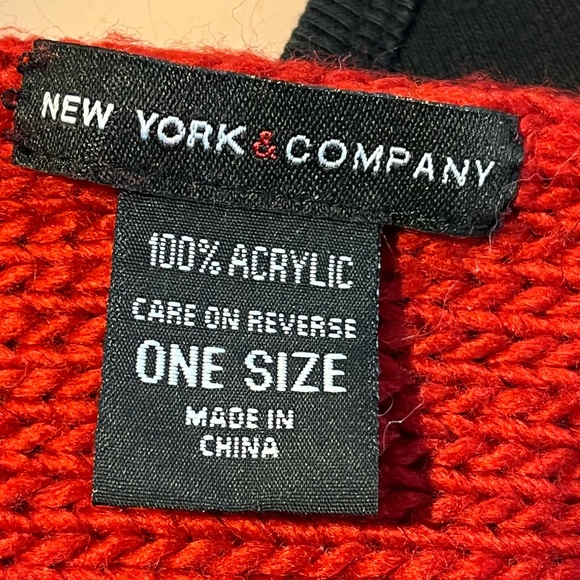 NEW YORK & COMPANY
100% ACRYLIC
CARE ON REVERSE
ONE SIZE
MADE IN
CHINA